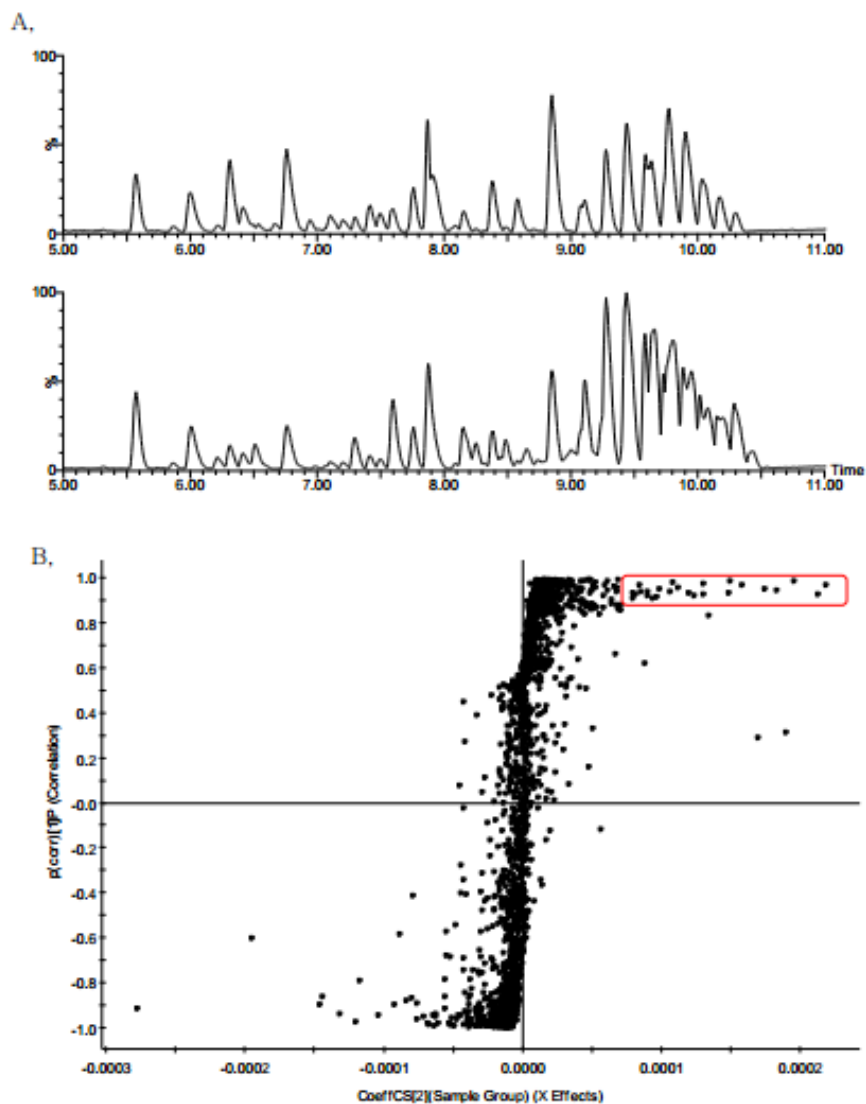 A,
100
%
0
5.00 6.00 7.00 8.00 9.00 10.00 11.00
100
%
0
5.00 6.00 7.00 8.00 9.00 10.00 11.00
Time
B,
1.0
0.8
0.6
0.4
0.2
-0.0
-0.2
-0.4
-0.6
-0.8
-1.0
p(corr)[1]P (Correlation)
-0.0003 -0.0002 -0.0001 0.0000 0.0001 0.0002
CoeffCS[2](Sample Group) (X Effects)